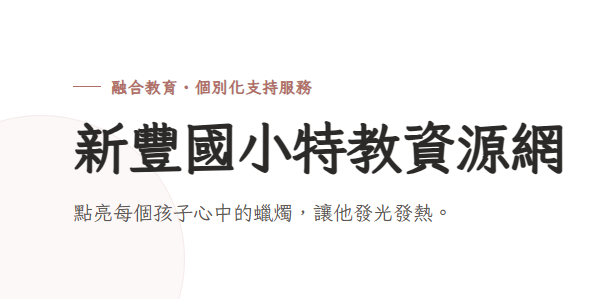 融合教育・個別化支持服務
新豐國小特教資源網
點亮每個孩子心中的蠟燭，讓他發光發熱。